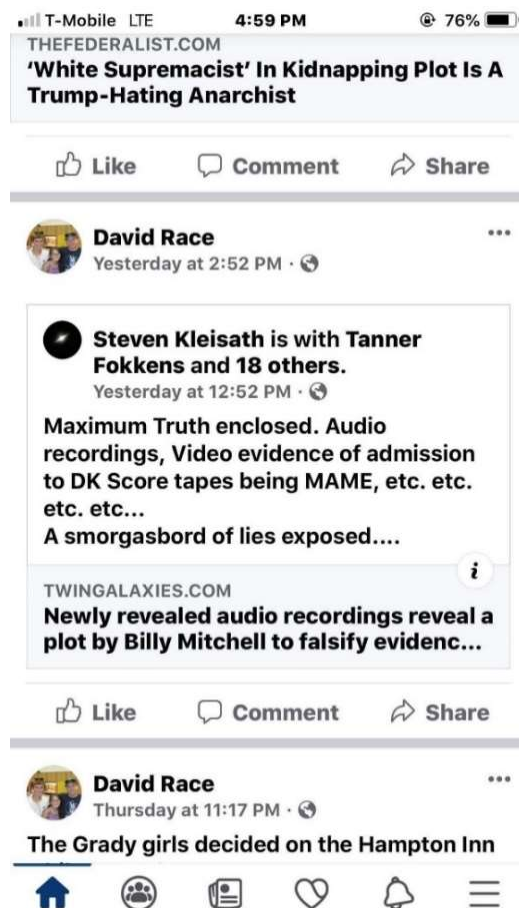 T-Mobile LTE 4:59 PM 76%
THEFEDERALIST.COM
‘White Supremacist’ In Kidnapping Plot Is A
Trump-Hating Anarchist
Like Comment Share
David Race
Yesterday at 2:52 PM ·
Steven Kleisath is with Tanner
Fokkens and 18 others.
Yesterday at 12:52 PM ·
Maximum Truth enclosed. Audio
recordings, Video evidence of admission
to DK Score tapes being MAME, etc. etc.
etc. etc...
A smorgasbord of lies exposed....
i
TWINGALAXIES.COM
Newly revealed audio recordings reveal a
plot by Billy Mitchell to falsify evidenc...
Like Comment Share
David Race
Thursday at 11:17 PM ·
The Grady girls decided on the Hampton Inn